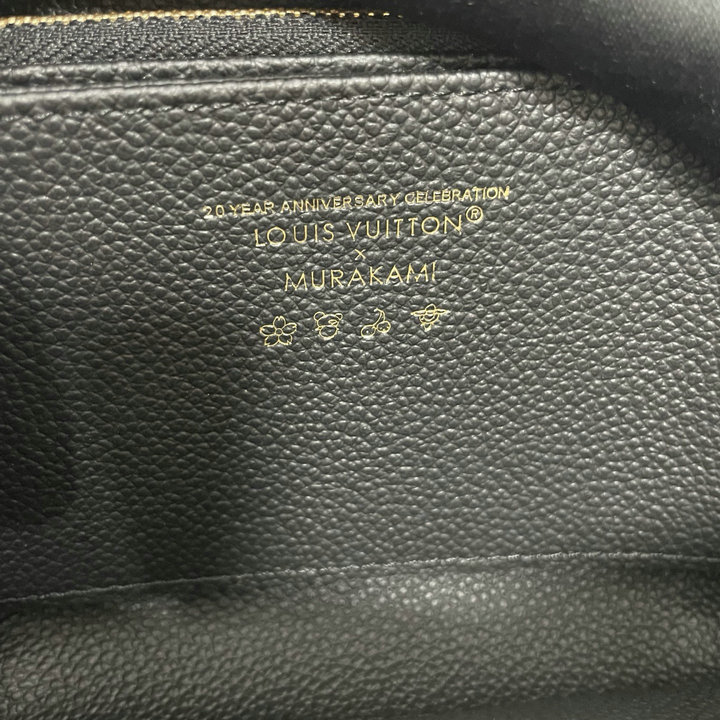 20 YEAR ANNIVERSARY CELEBRATION
LOUIS VUITTON®
×
MURAKAMI